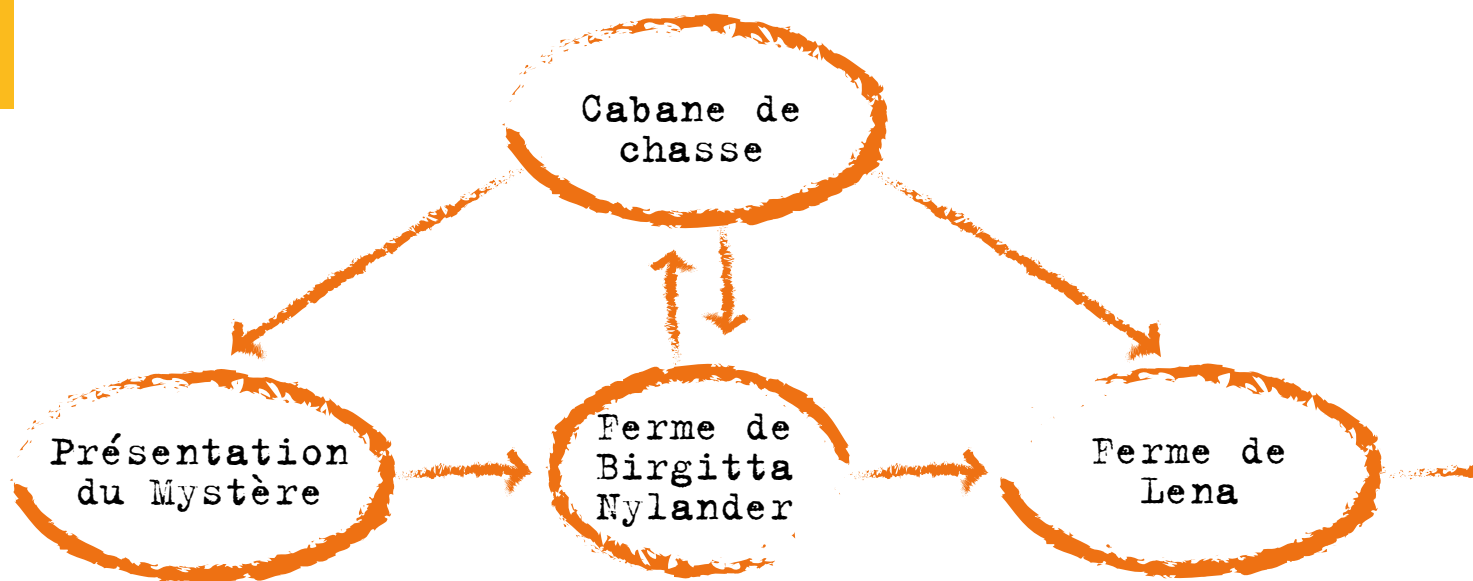 Cabane de
chasse
Présentation
du Mystère
Ferme de
Birgitta
Nylander
Ferme de
Lena